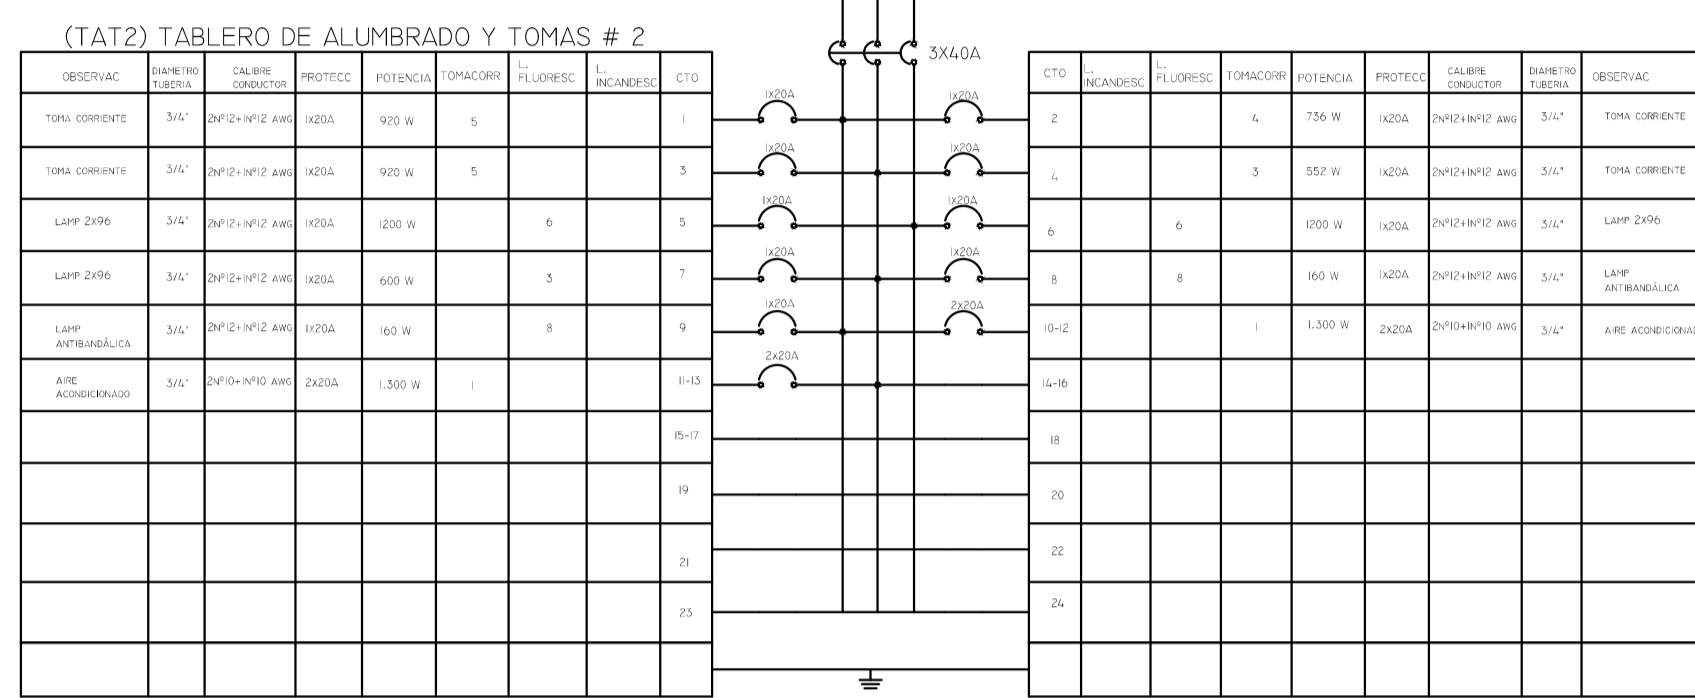 (TAT2) TABLERO DE ALUMBRADO Y TOMAS # 2
3X40A
OBSERVAC DIAMETRO TUBERIA CALIBRE CONDUCTOR PROTECC POTENCIA TOMACORR L. FLUORESC L. INCANDESC CTO
TOMA CORRIENTE 3/4' 2Nº12+1Nº12 AWG 1X20A 920 W 5 1
TOMA CORRIENTE 3/4' 2Nº12+1Nº12 AWG 1X20A 920 W 5 3
LAMP 2X96 3/4' 2Nº12+1Nº12 AWG 1X20A 1200 W 6 5
LAMP 2X96 3/4' 2Nº12+1Nº12 AWG 1X20A 600 W 3 7
LAMP ANTIBANDÁLICA 3/4' 2Nº12+1Nº12 AWG 1X20A 160 W 8 9
AIRE ACONDICIONADO 3/4' 2Nº10+1Nº10 AWG 2X20A 1.300 W 1 11-13
15-17
19
21
23
1X20A 1X20A
1X20A 1X20A
1X20A 1X20A
1X20A 1X20A
1X20A 2X20A
2X20A
CTO L. INCANDESC L. FLUORESC TOMACORR POTENCIA PROTECC CALIBRE CONDUCTOR DIAMETRO TUBERIA OBSERVAC
2 4 736 W 1X20A 2Nº12+1Nº12 AWG 3/4" TOMA CORRIENTE
4 3 552 W 1X20A 2Nº12+1Nº12 AWG 3/4" TOMA CORRIENTE
6 6 1200 W 1X20A 2Nº12+1Nº12 AWG 3/4" LAMP 2X96
8 8 160 W 1X20A 2Nº12+1Nº12 AWG 3/4" LAMP ANTIBANDÁLICA
10-12 1 1.300 W 2X20A 2Nº10+1Nº10 AWG 3/4" AIRE ACONDICIONAD
14-16
18
20
22
24